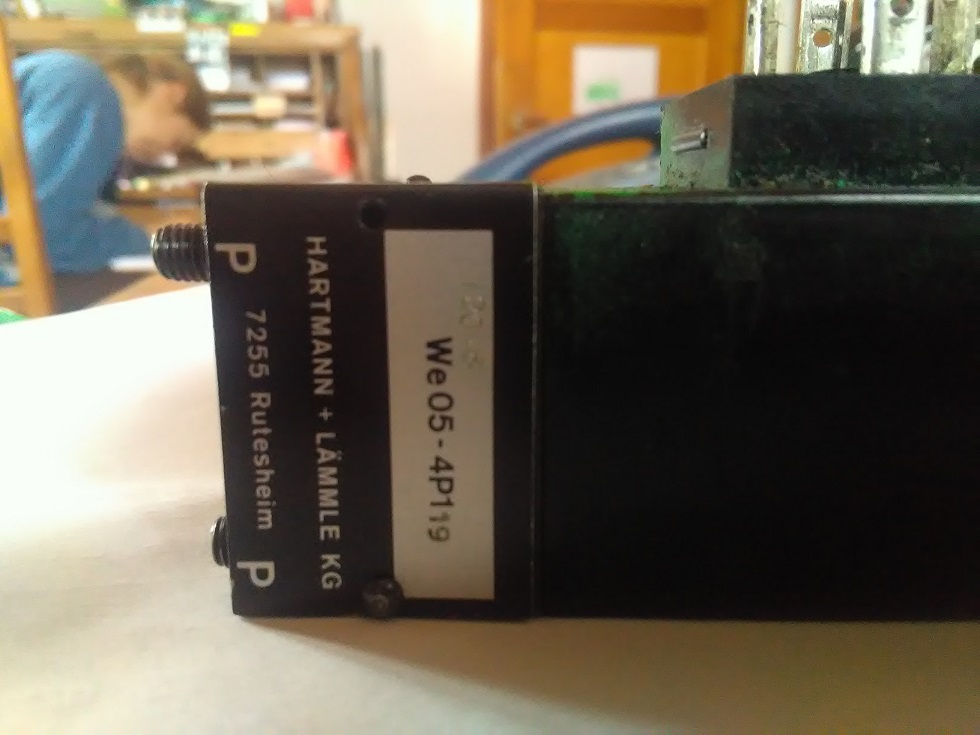 We05-4P119
HARTMANN + LÄMMLE KG
P 7255 Rutesheim P